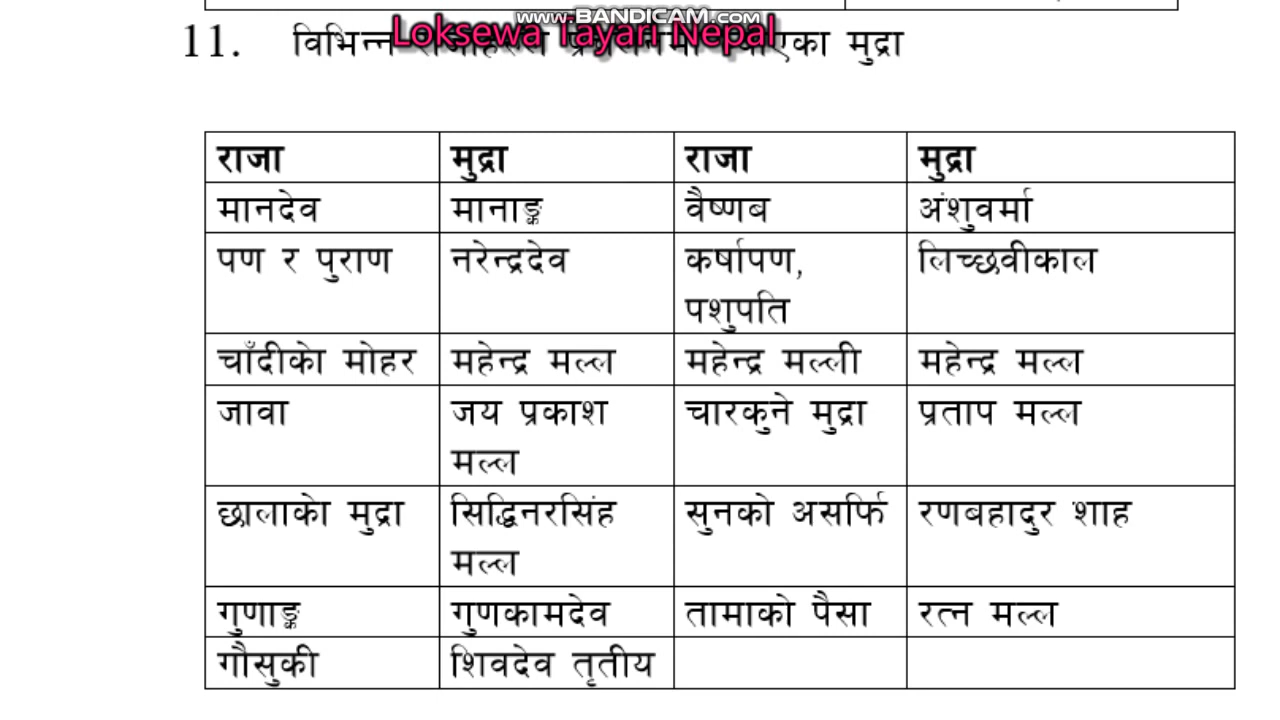 www.BANDICAM.com
Loksewa Tayari Nepal
11. विभिन्न मुद्रा
राजा मुद्रा राजा मुद्रा
मानदेव मानाङ्क वैष्णब अंशुवर्मा
पण र पुराण नरेन्द्रदेव कर्षापण, लिच्छवीकाल
पशुपति
चाँदीको मोहर महेन्द्र मल्ल महेन्द्र मल्ली महेन्द्र मल्ल
जावा जय प्रकाश चारकुने मुद्रा प्रताप मल्ल
मल्ल
छालाको मुद्रा सिद्धिनरसिंह सुनको असर्फि रणबहादुर शाह
मल्ल
गुणाङ्क गुणकामदेव तामाको पैसा रत्न मल्ल
गौसुकी शिवदेव तृतीय